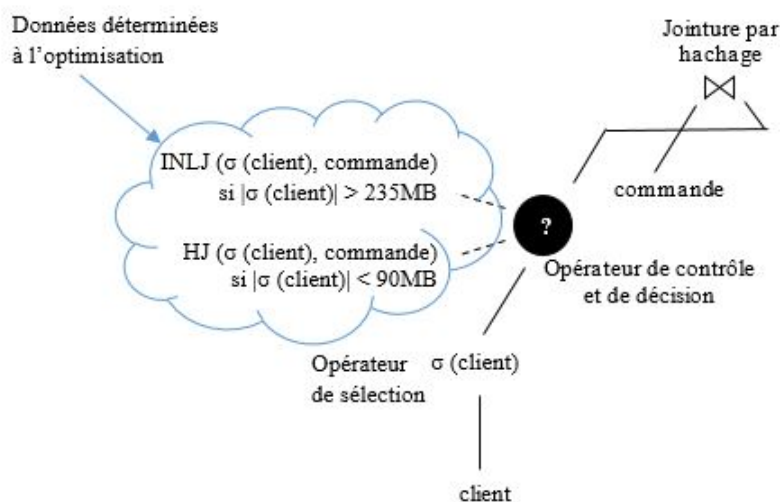 Données déterminées
à l’optimisation
Jointure par
hachage
INLJ (σ (client), commande)
si |σ (client)| > 235MB
commande
?
HJ (σ (client), commande)
si |σ (client)| < 90MB
Opérateur de contrôle
et de décision
Opérateur
de sélection
σ (client)
client